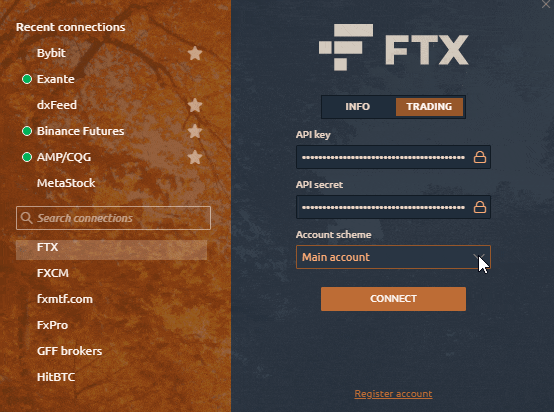 Recent connections
Bybit
Exante
dxFeed
Binance Futures
AMP/CQG
MetaStock
Search connections
FTX
FXCM
fxmtf.com
FxPro
GFF brokers
HitBTC
FTX
INFO TRADING
API key
••••••••••••••••••••••••••••••••••••••••
API secret
••••••••••••••••••••••••••••••••••••••••
Account scheme
Main account
CONNECT
Register account